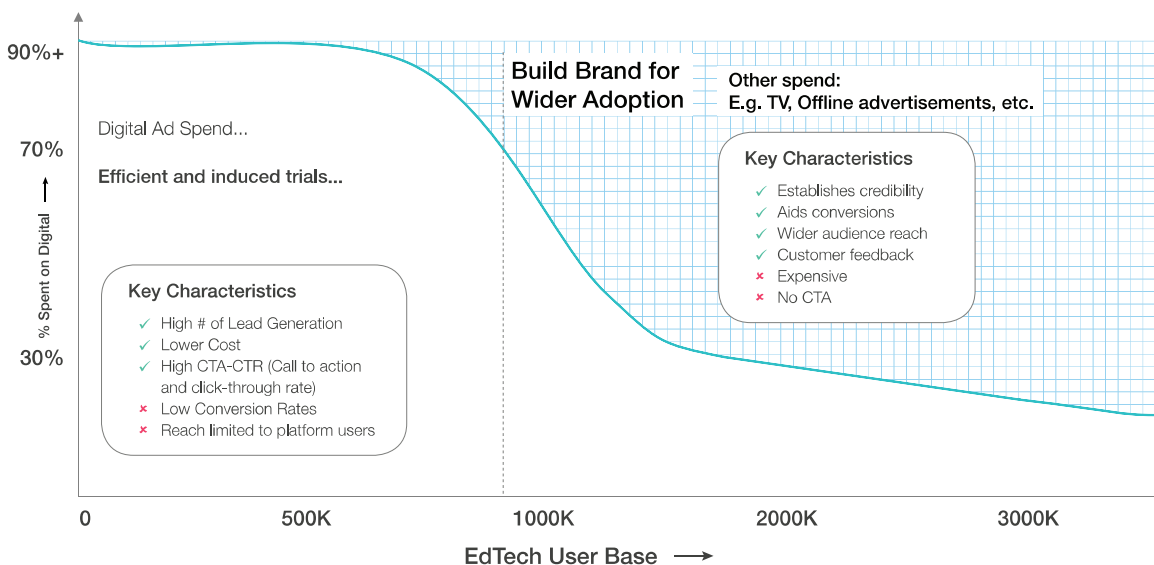 90%+
70%
30%
% Spent on Digital
Digital Ad Spend...
Efficient and induced trials...
Key Characteristics
✓ High # of Lead Generation
✓ Lower Cost
✓ High CTA-CTR (Call to action
and click-through rate)
✘ Low Conversion Rates
✘ Reach limited to platform users
Build Brand for
Wider Adoption
Other spend:
E.g. TV, Offline advertisements, etc.
Key Characteristics
✓ Establishes credibility
✓ Aids conversions
✓ Wider audience reach
✓ Customer feedback
✘ Expensive
✘ No CTA
0 500K 1000K 2000K 3000K
EdTech User Base